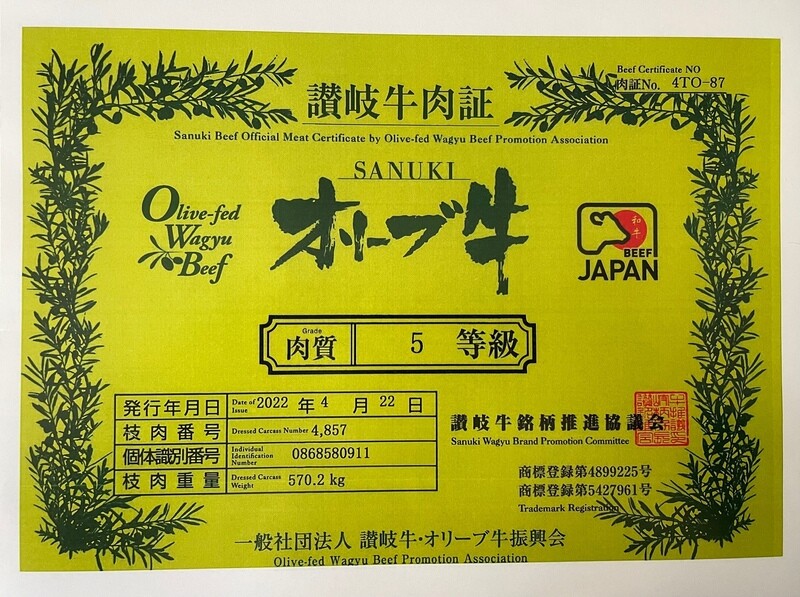 Beef Certificate NO
肉証No. 4TO-87
讃岐牛肉証
Sanuki Beef Official Meat Certificate by Olive-fed Wagyu Beef Promotion Association
SANUKI
オリーブ牛
Olive-fed
Wagyu
Beef
和牛
BEEF
JAPAN
Grade
肉質 5 等級
発行年月日 Date of Issue 2022 年 4 月 22 日
枝肉番号 Dressed Carcass Number 4,857
個体識別番号 Individual Identification Number 0868580911
枝肉重量 Dressed Carcass Weight 570.2 kg
讃岐牛銘柄推進協議会
Sanuki Wagyu Brand Promotion Committee
商標登録第4899225号
商標登録第5427961号
Trademark Registration
一般社団法人 讃岐牛・オリーブ牛振興会
Olive-fed Wagyu Beef Promotion Association